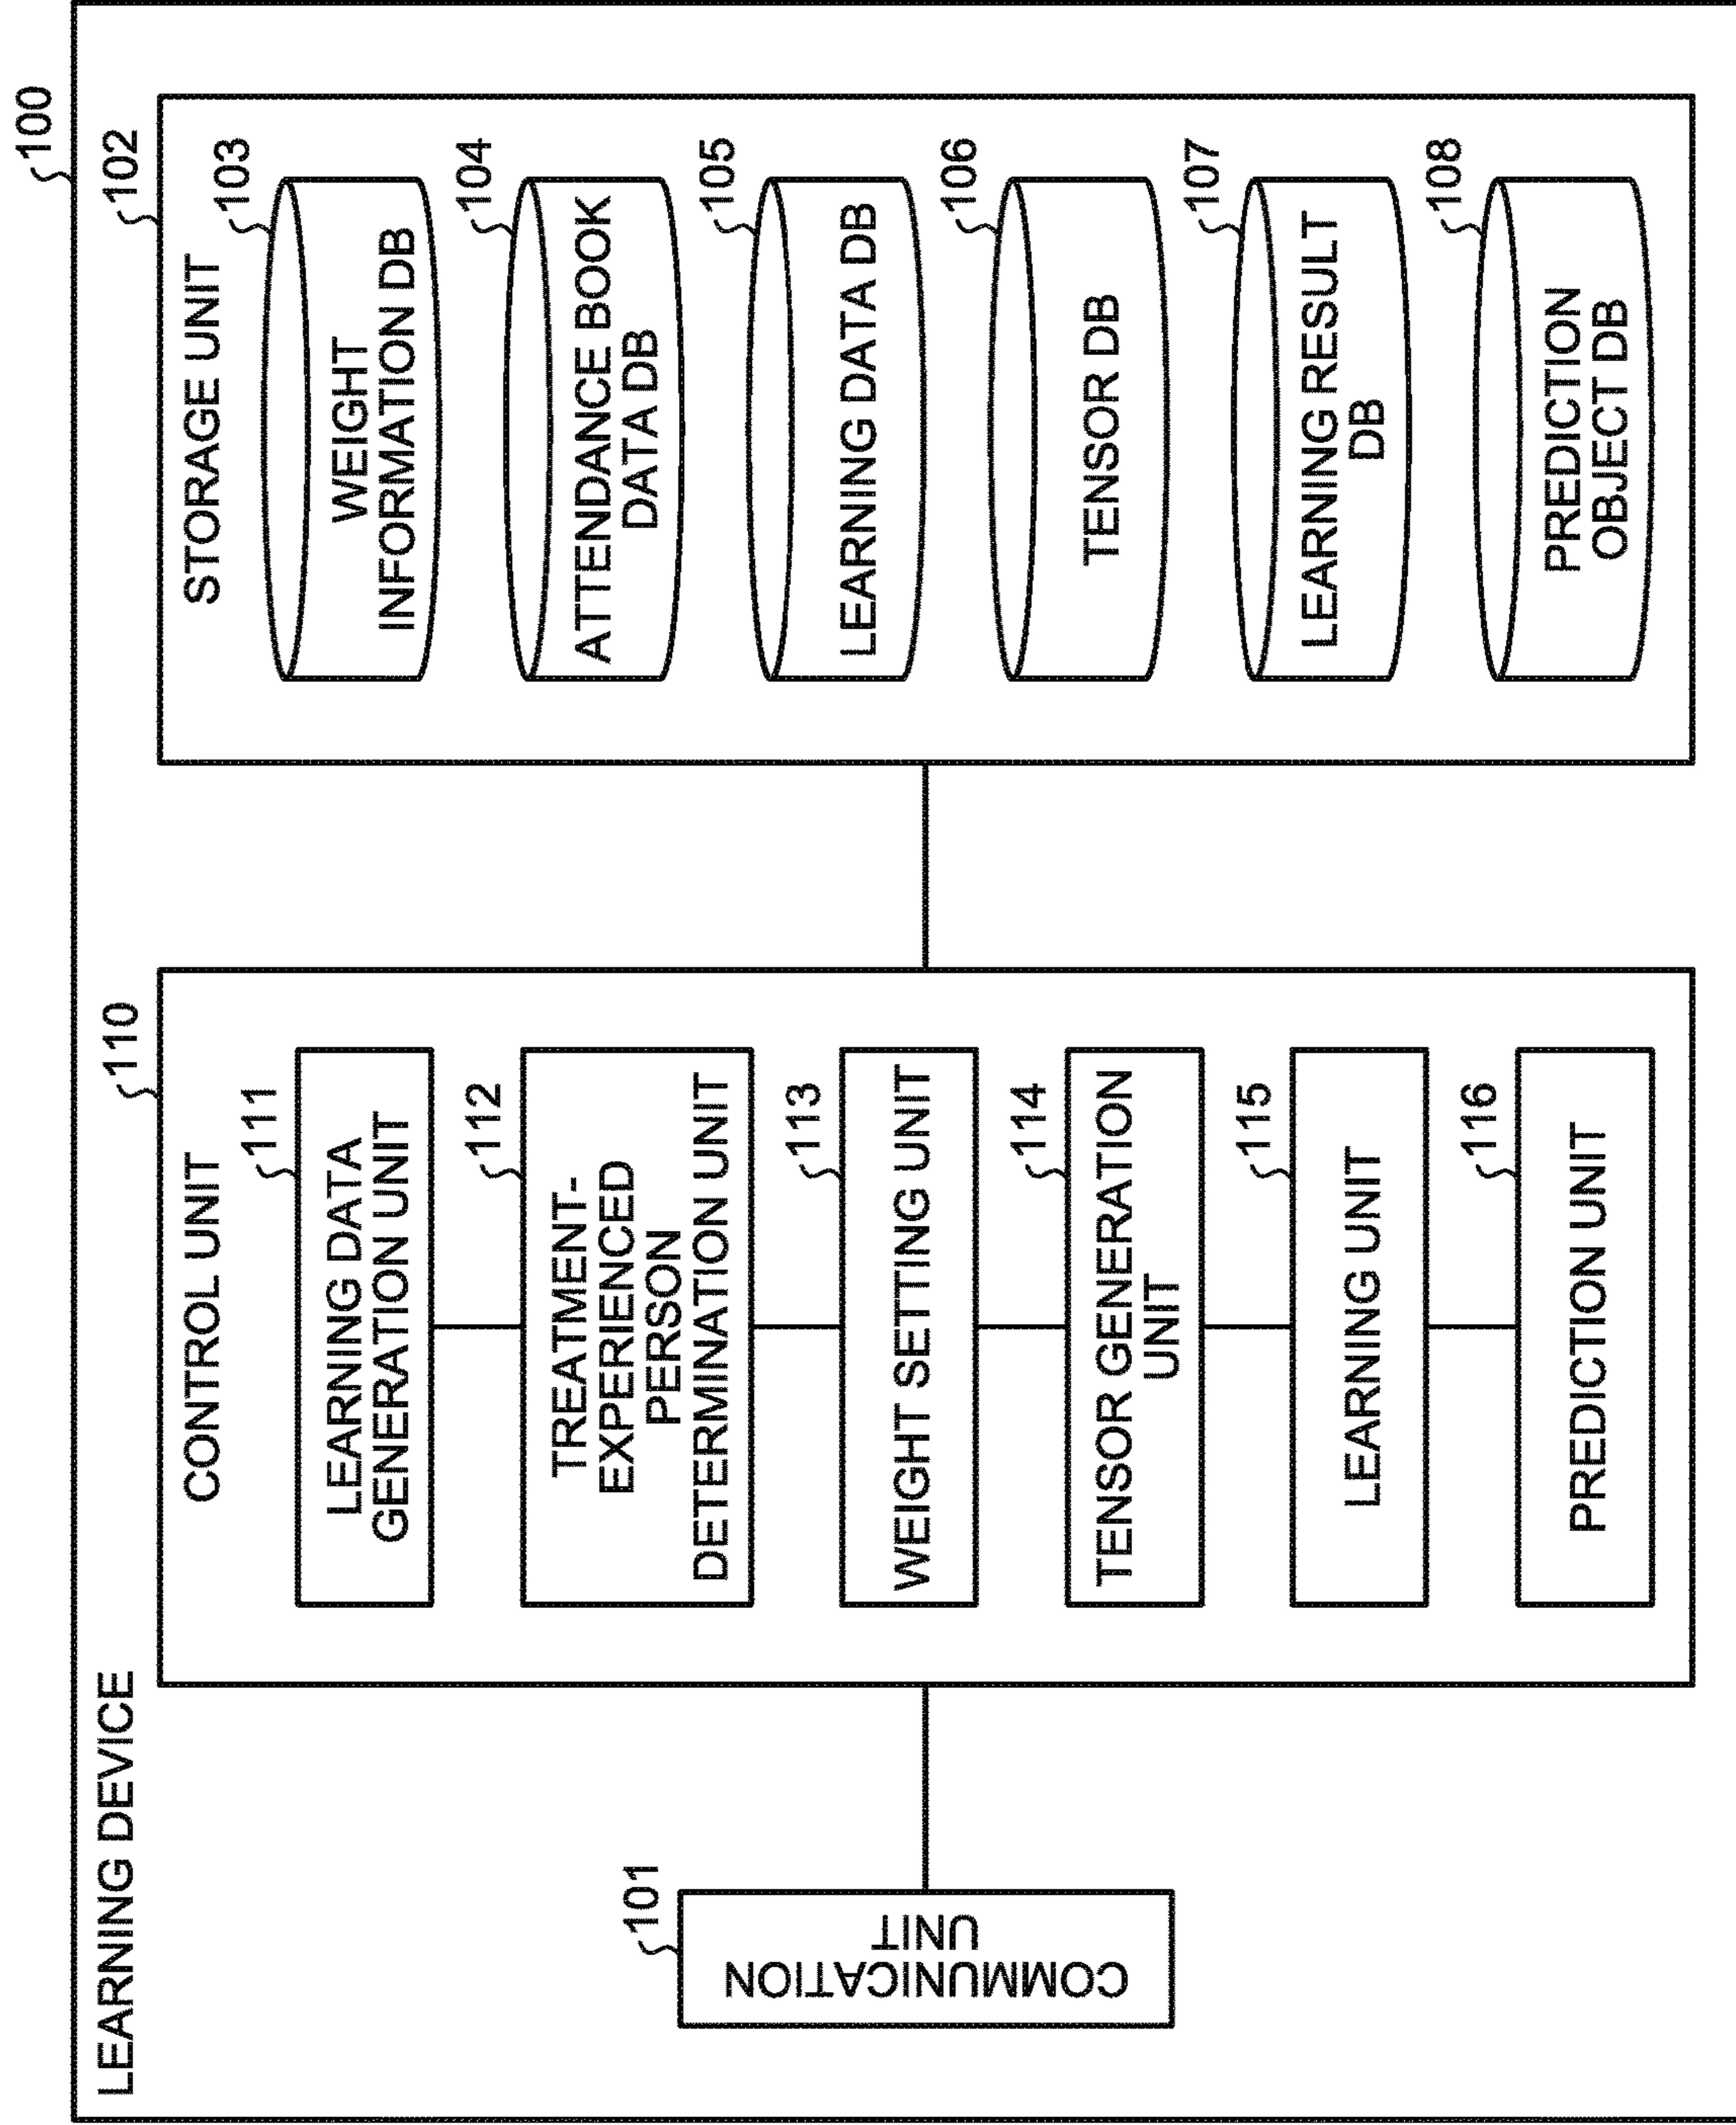 100
LEARNING DEVICE
101
COMMUNICATION
UNIT
110
CONTROL UNIT
111
LEARNING DATA
GENERATION UNIT
112
TREATMENT-
EXPERIENCED
PERSON
DETERMINATION UNIT
113
WEIGHT SETTING UNIT
114
TENSOR GENERATION
UNIT
115
LEARNING UNIT
116
PREDICTION UNIT
102
STORAGE UNIT
103
WEIGHT
INFORMATION DB
104
ATTENDANCE BOOK
DATA DB
105
LEARNING DATA DB
106
TENSOR DB
107
LEARNING RESULT
DB
108
PREDICTION
OBJECT DB